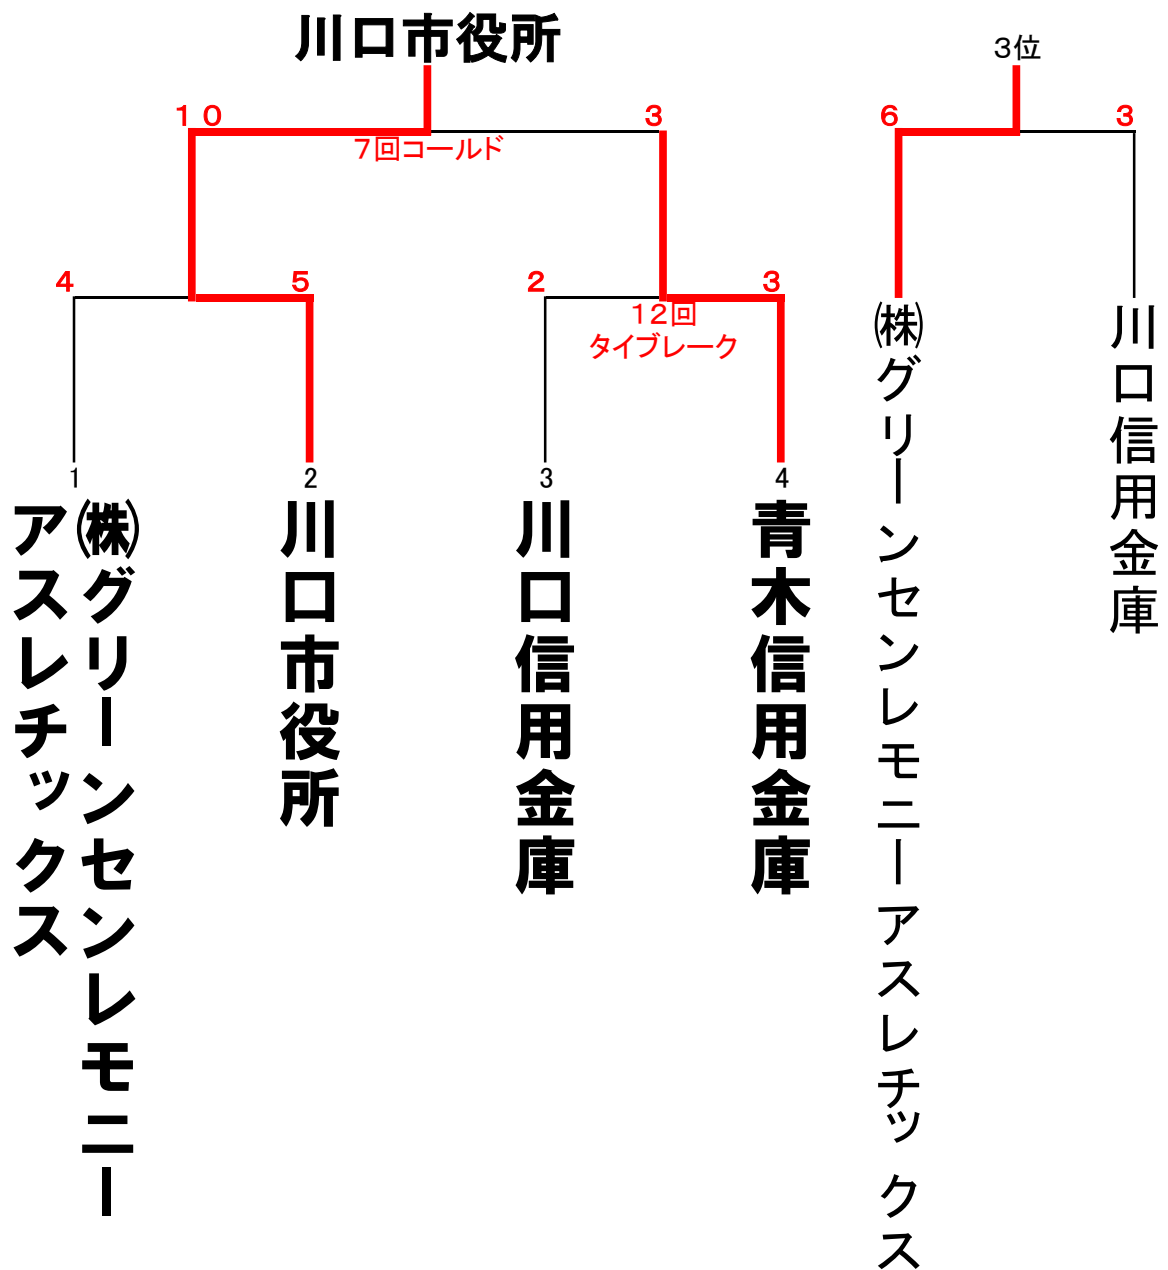 川口市役所
3位
10
3
6
3
7回コールド
4
5
2
3
12回
タイブレーク
1
2
3
4
㈱グリーンセンレモニー
アスレチックス
川口市役所
川口信用金庫
青木信用金庫
㈱グリーンセンレモニーアスレチックス
川口信用金庫